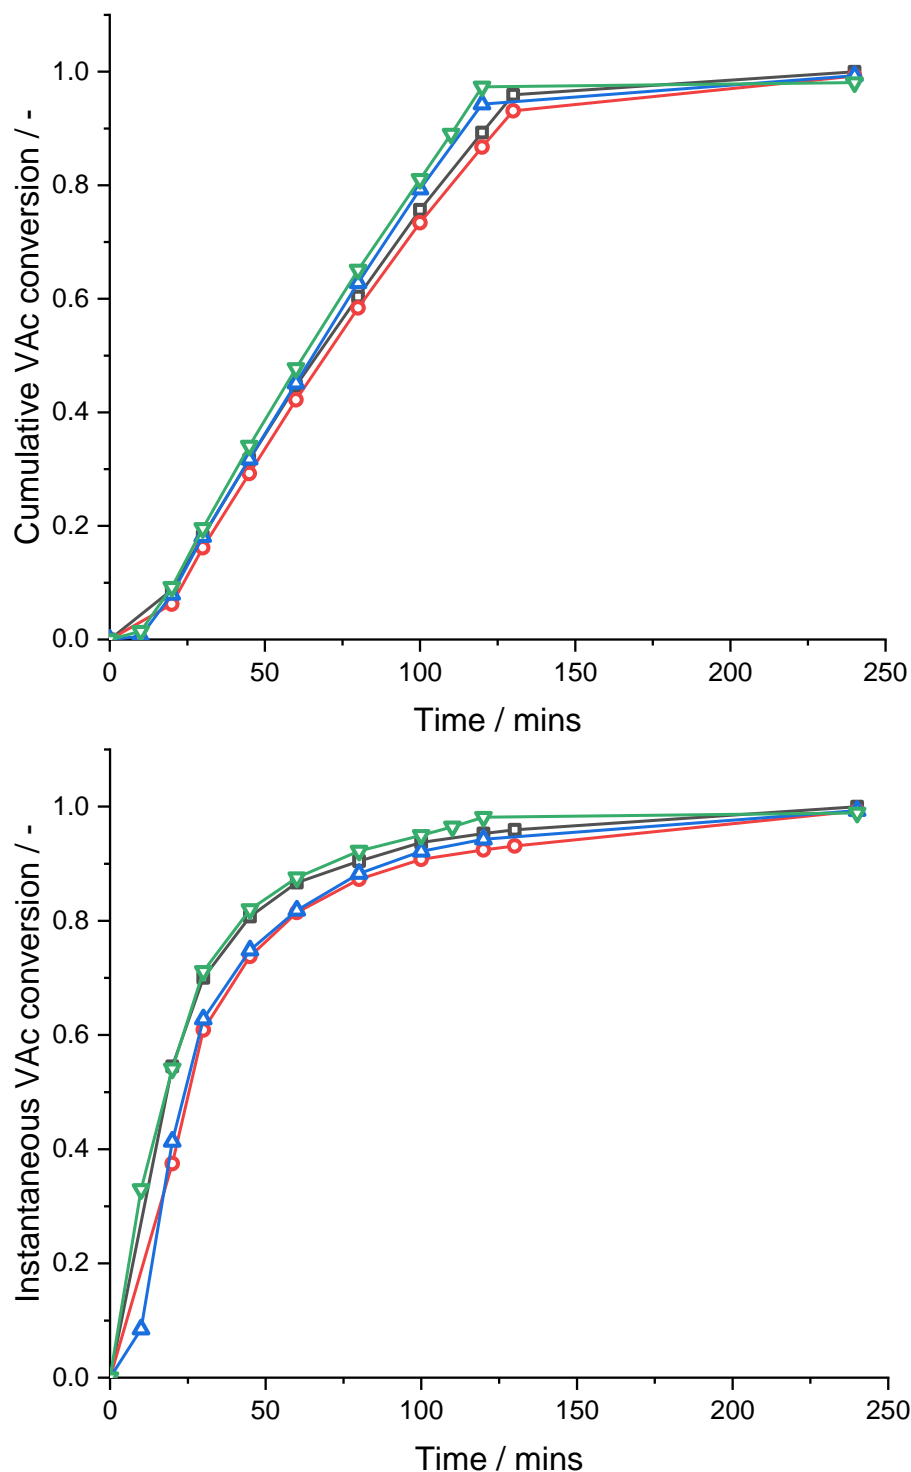 Cumulative VAc conversion / -
1.0
0.8
0.6
0.4
0.2
0.0
0 50 100 150 200 250
Time / mins
Instantaneous VAc conversion / -
1.0
0.8
0.6
0.4
0.2
0.0
0 50 100 150 200 250
Time / mins